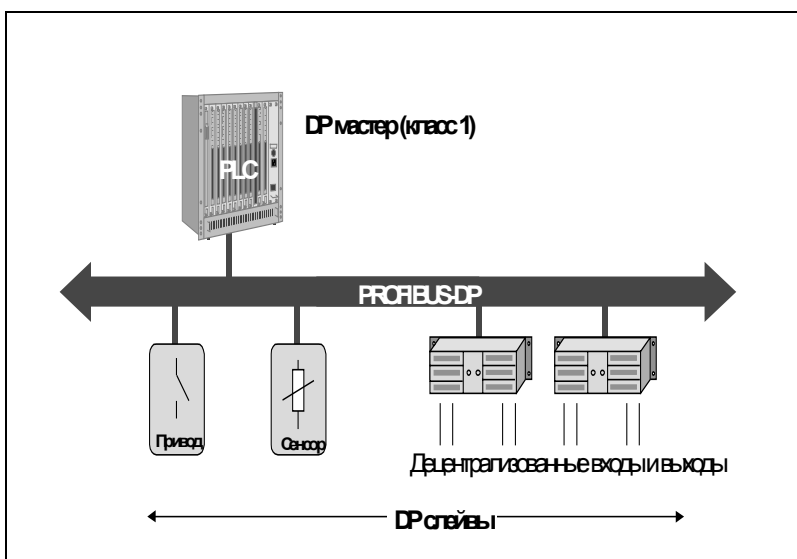 DP мастер (класс 1)
PLC
PROFIBUS-DP
Привод
Сенсор
Децентрализованные входы и выходы
DP слейвы